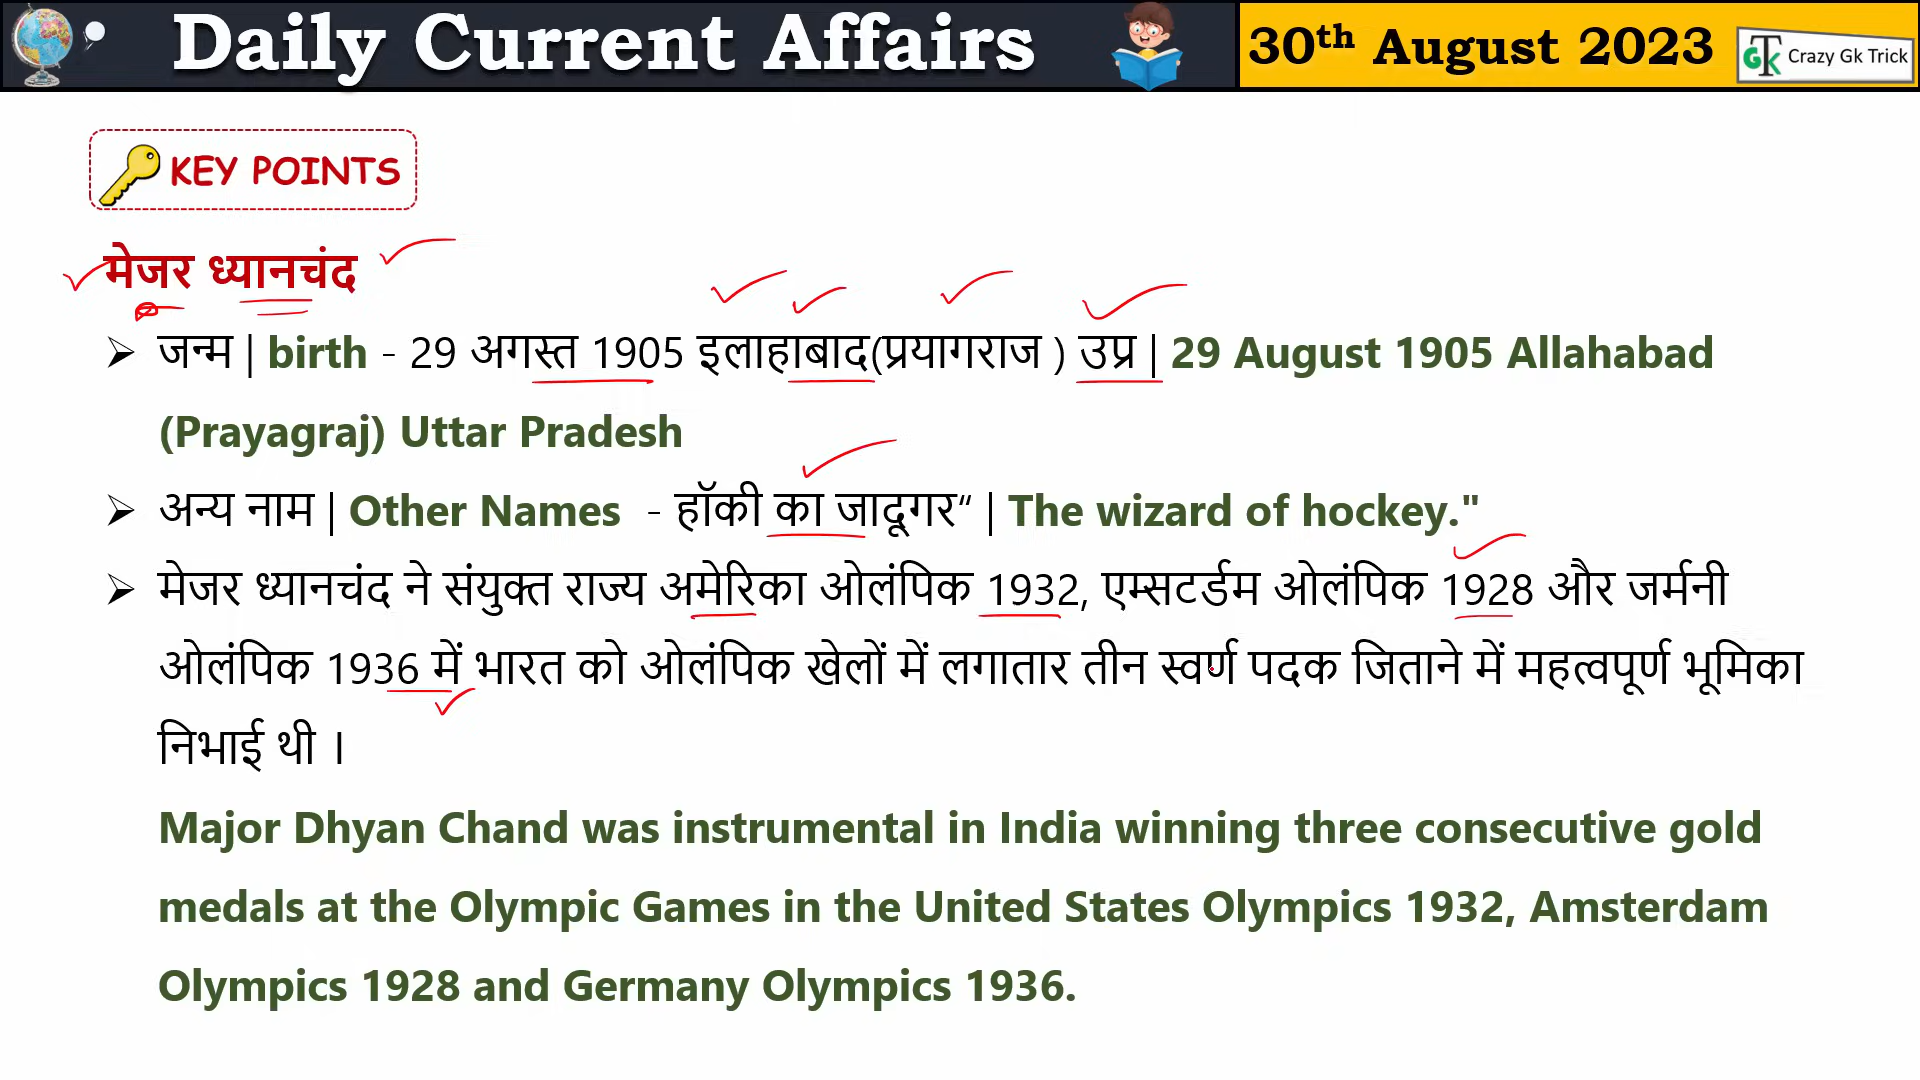 Daily Current Affairs
30th August 2023
GTK Crazy Gk Trick
KEY POINTS
मेजर ध्यानचंद
➢ जन्म | birth - 29 अगस्त 1905 इलाहाबाद(प्रयागराज ) उप्र | 29 August 1905 Allahabad
(Prayagraj) Uttar Pradesh
➢ अन्य नाम | Other Names - हॉकी का जादूगर“ | The wizard of hockey."
➢ मेजर ध्यानचंद ने संयुक्त राज्य अमेरिका ओलंपिक 1932, एम्सटर्डम ओलंपिक 1928 और जर्मनी
ओलंपिक 1936 में भारत को ओलंपिक खेलों में लगातार तीन स्वर्ण पदक जिताने में महत्वपूर्ण भूमिका
निभाई थी ।
Major Dhyan Chand was instrumental in India winning three consecutive gold
medals at the Olympic Games in the United States Olympics 1932, Amsterdam
Olympics 1928 and Germany Olympics 1936.